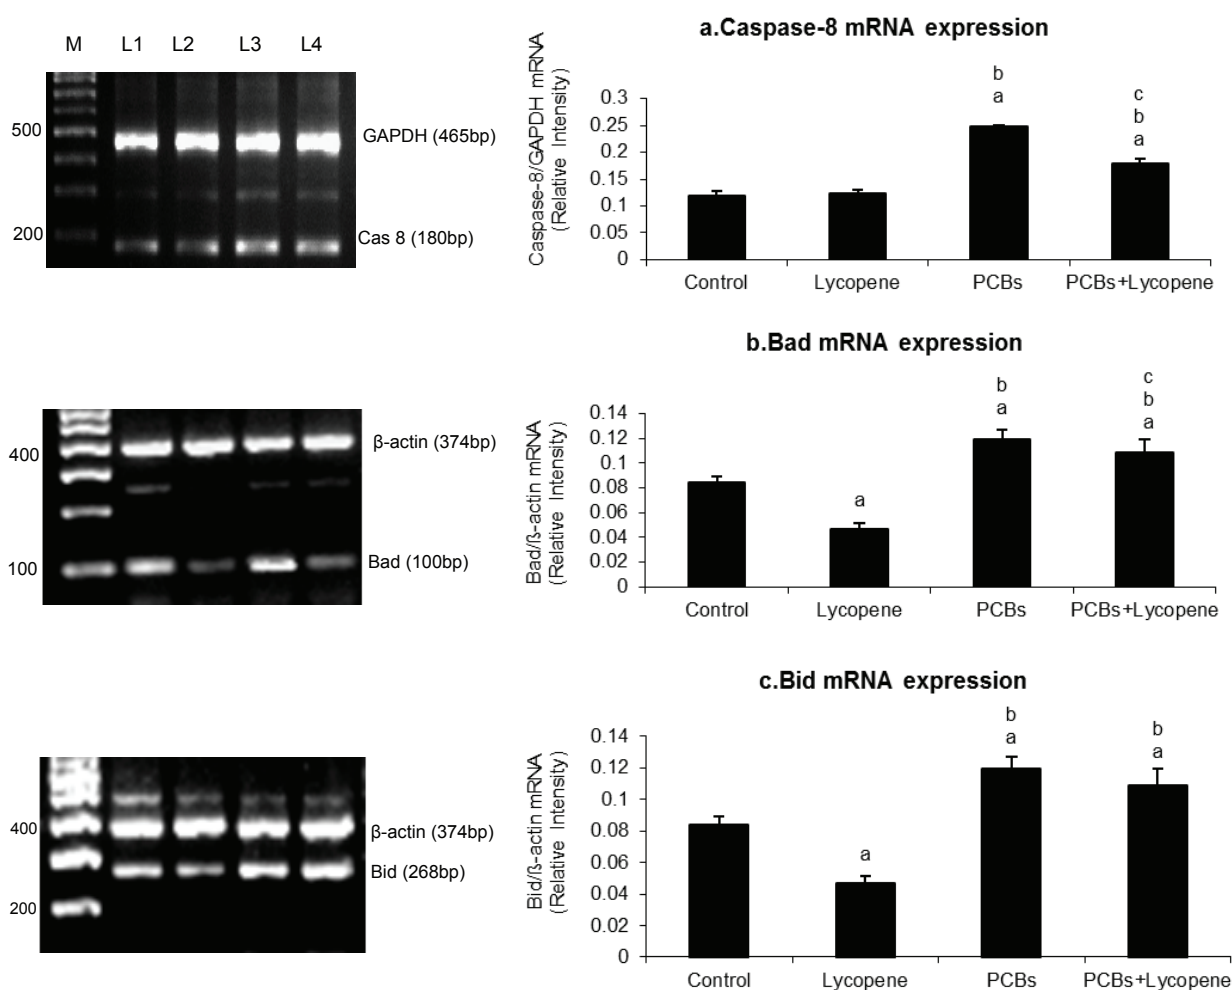 M L1 L2 L3 L4
500
GAPDH (465bp)
200
Cas 8 (180bp)
a.Caspase-8 mRNA expression
Caspase-8/GAPDH mRNA
(Relative Intensity)
b c
a b
a
0.3
0.25
0.2
0.15
0.1
0.05
0
Control Lycopene PCBs PCBs+Lycopene
400
β-actin (374bp)
100
Bad (100bp)
b.Bad mRNA expression
Bad/ß-actin mRNA
(Relative Intensity)
c
b b
a a
a
0.14
0.12
0.1
0.08
0.06
0.04
0.02
0
Control Lycopene PCBs PCBs+Lycopene
400
β-actin (374bp)
Bid (268bp)
200
c.Bid mRNA expression
Bid/ß-actin mRNA
(Relative Intensity)
b b
a a
a
0.14
0.12
0.1
0.08
0.06
0.04
0.02
0
Control Lycopene PCBs PCBs+Lycopene